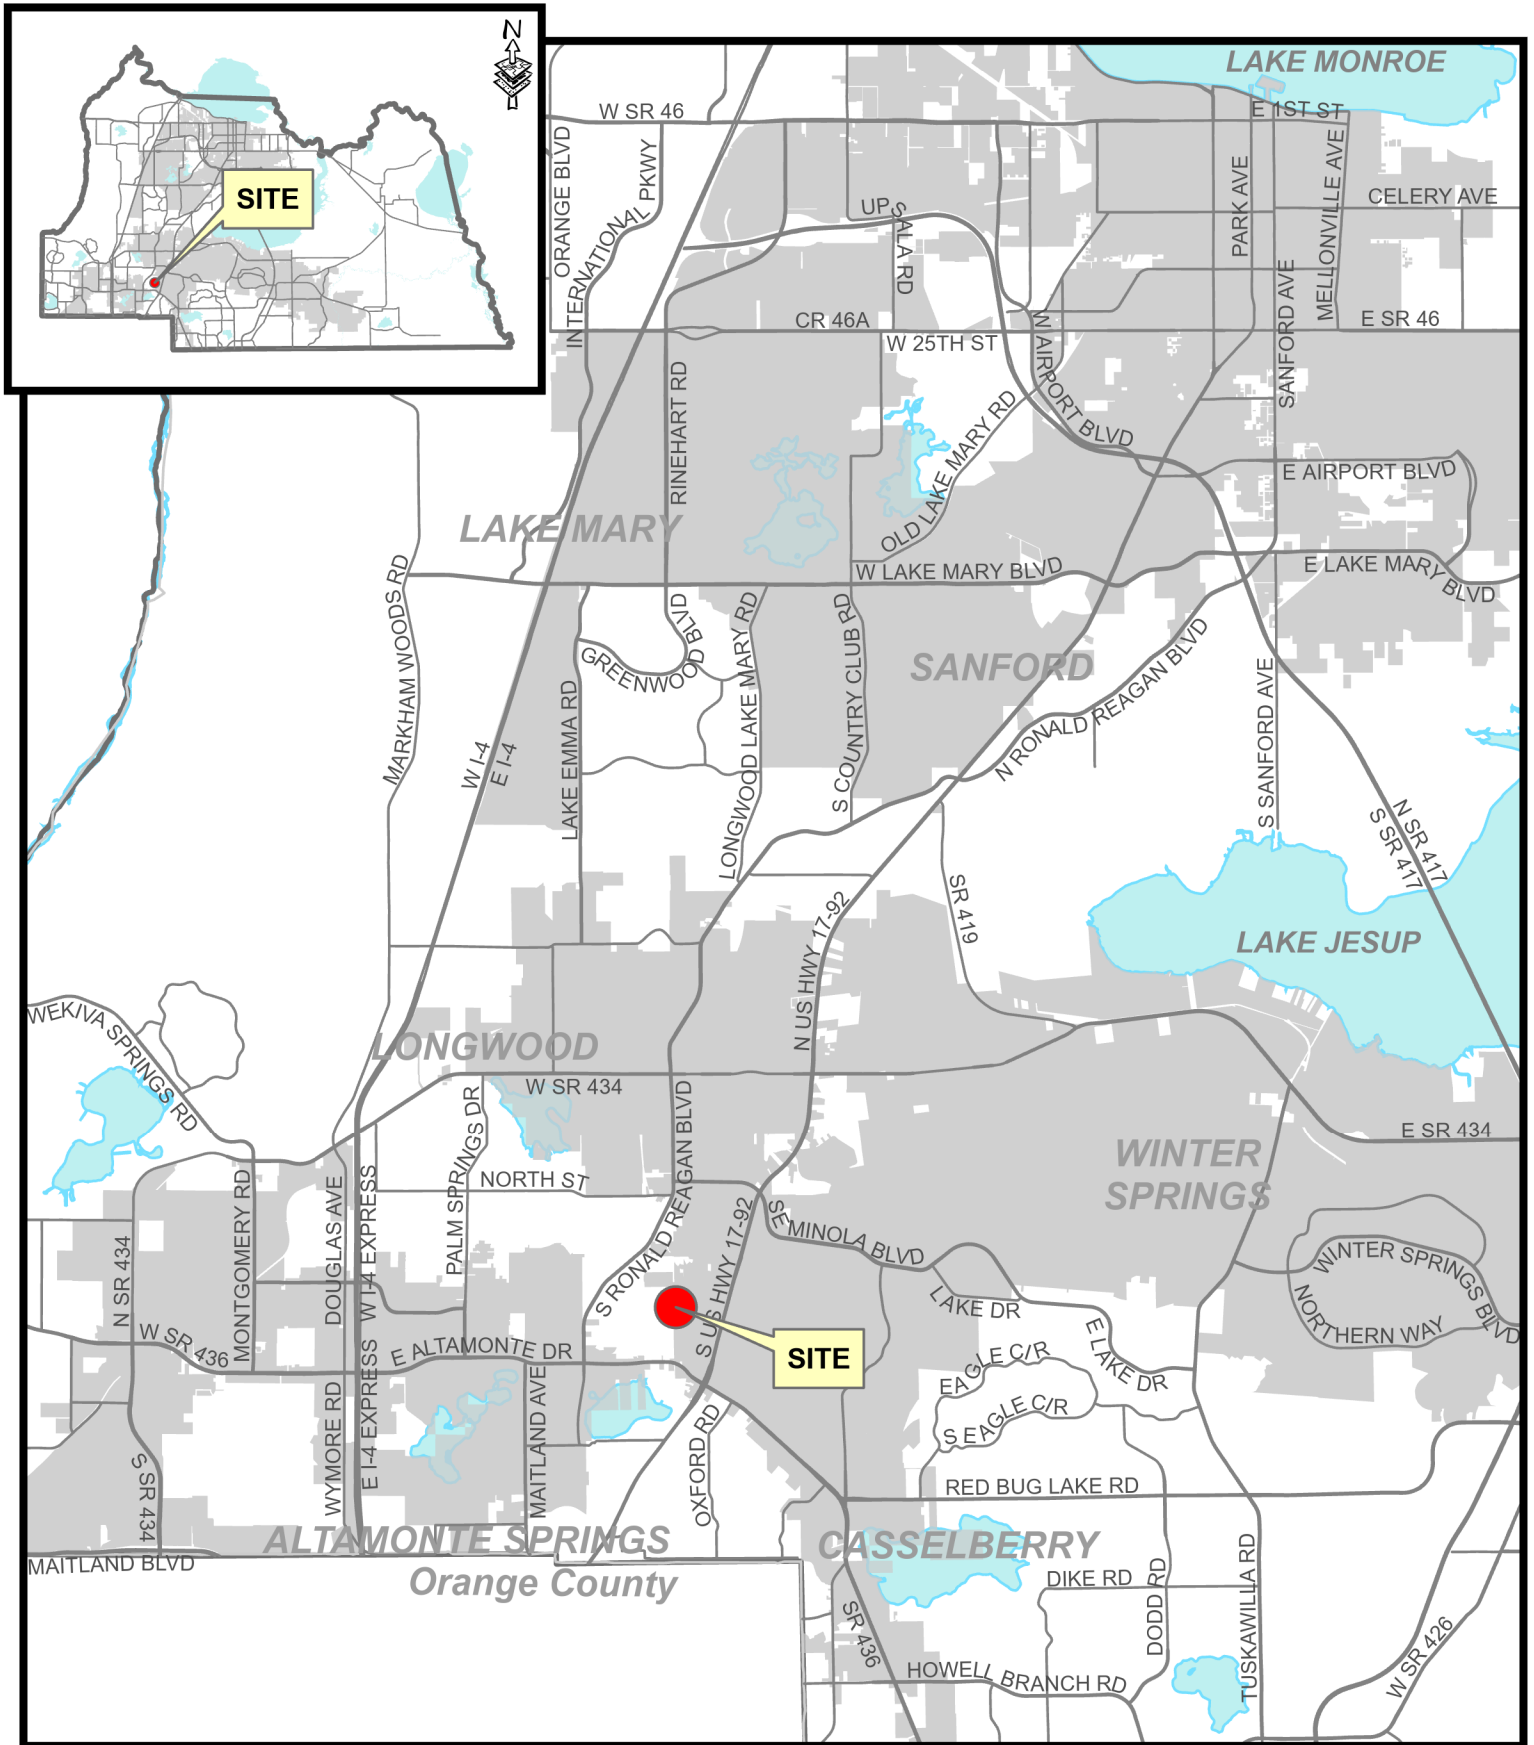 N
SITE
LAKE MONROE
W SR 46
E 1ST ST
ORANGE BLVD
INTERNATIONAL PKWY
UPSALA RD
PARK AVE
MELLONVILLE AVE
CELERY AVE
CR 46A
W 25TH ST
E SR 46
SANFORD AVE
N AIRPORT BLVD
RINEHART RD
OLD LAKE MARY RD
E AIRPORT BLVD
LAKE MARY
W LAKE MARY BLVD
E LAKE MARY BLVD
MARKHAM WOODS RD
GREENWOOD BLVD
LONGWOOD LAKE MARY RD
S COUNTRY CLUB RD
SANFORD
N RONALD REAGAN BLVD
LAKE EMMA RD
W I-4
E I-4
S SANFORD AVE
N SR 417
S SR 417
SR 419
N US HWY 17-92
LAKE JESUP
WEKIVA SPRINGS RD
LONGWOOD
W SR 434
PALM SPRINGS DR
S RONALD REAGAN BLVD
E SR 434
WINTER
SPRINGS
NORTH ST
MONTGOMERY RD
DOUGLAS AVE
W I-4 EXPRESS
N SR 434
S US HWY 17-92
SEMINOLA BLVD
WINTER SPRINGS BLVD
NORTHERN WAY
LAKE DR
E LAKE DR
W SR 436
E ALTAMONTE DR
SITE
EAGLE C/R
S EAGLE C/R
WYMORE RD
E I-4 EXPRESS
MAITLAND AVE
OXFORD RD
S SR 434
RED BUG LAKE RD
ALTAMONTE SPRINGS
CASSELBERRY
MAITLAND BLVD
Orange County
DIKE RD
DODD RD
TUSKAWILLA RD
SR 436
HOWELL BRANCH RD
W SR 426